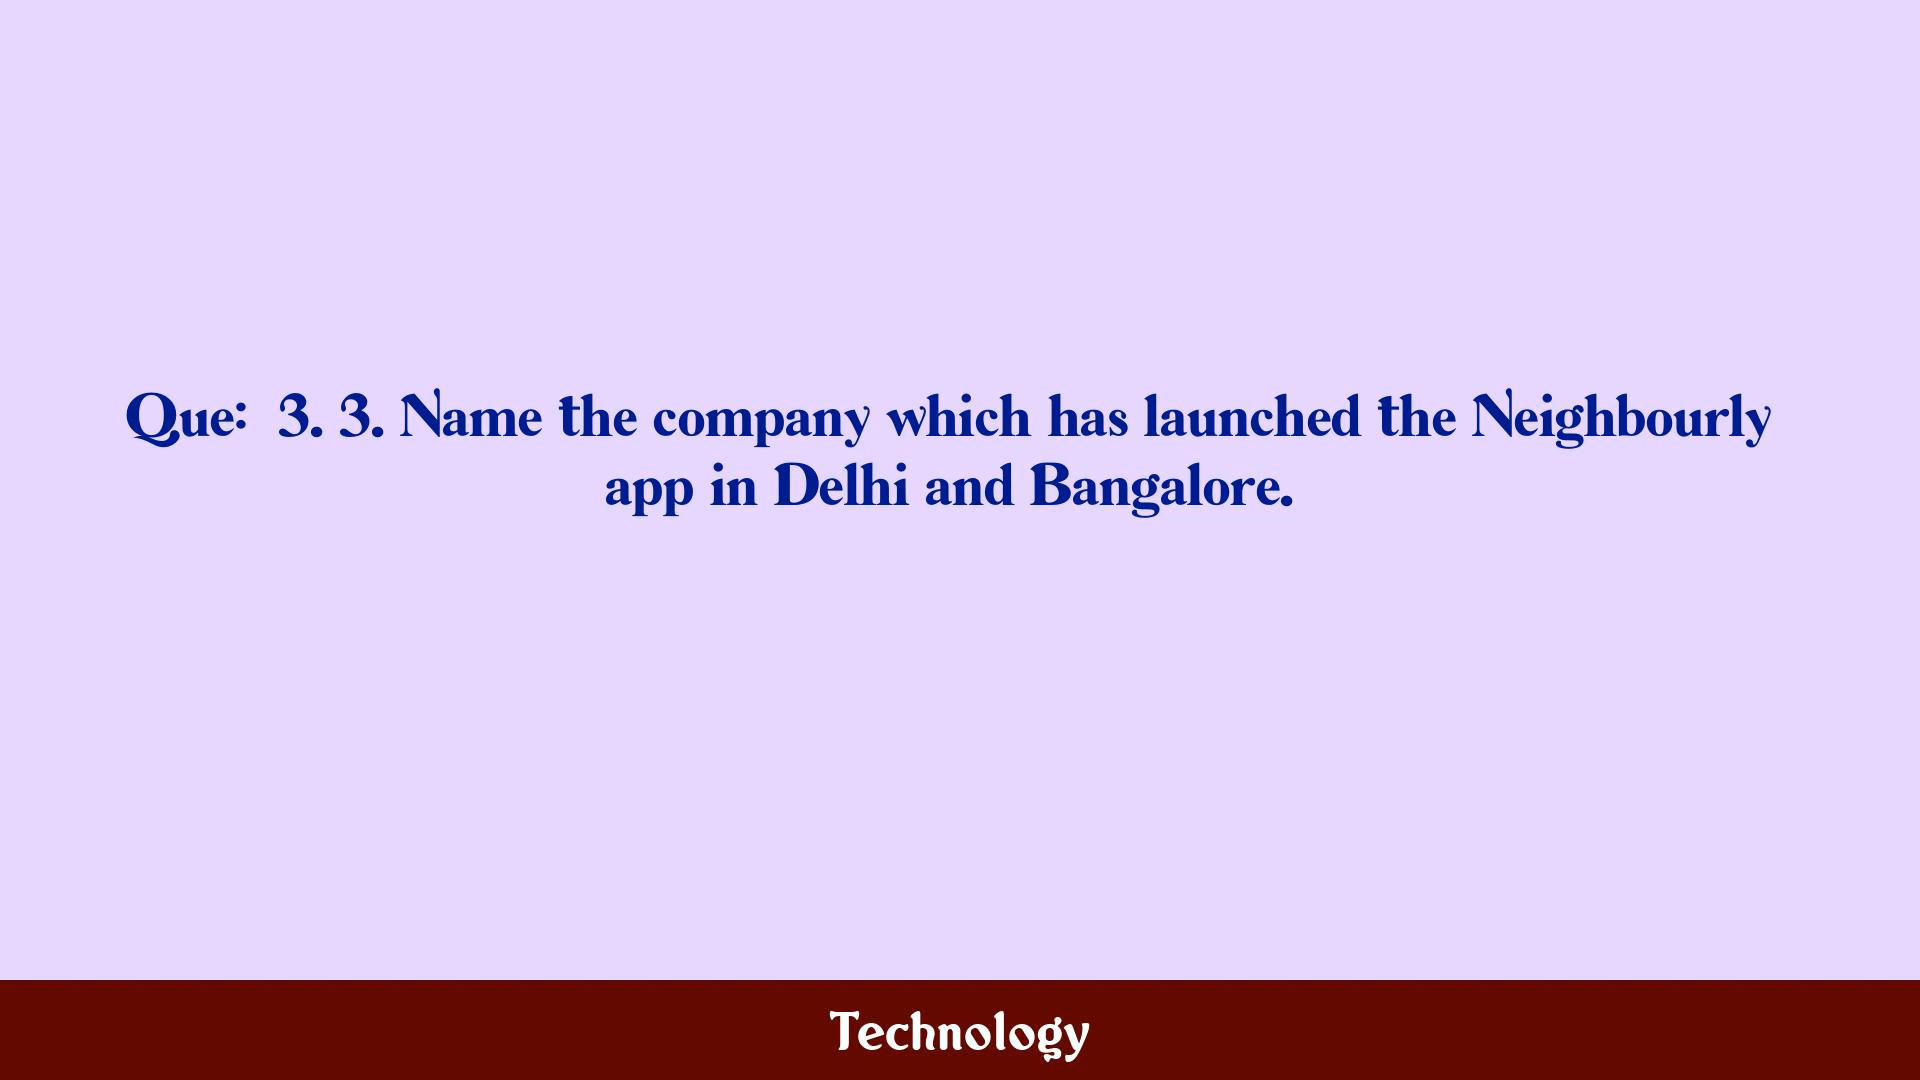 Que:  3. 3. Name the company which has launched the Neighbourly
app in Delhi and Bangalore.
Technology